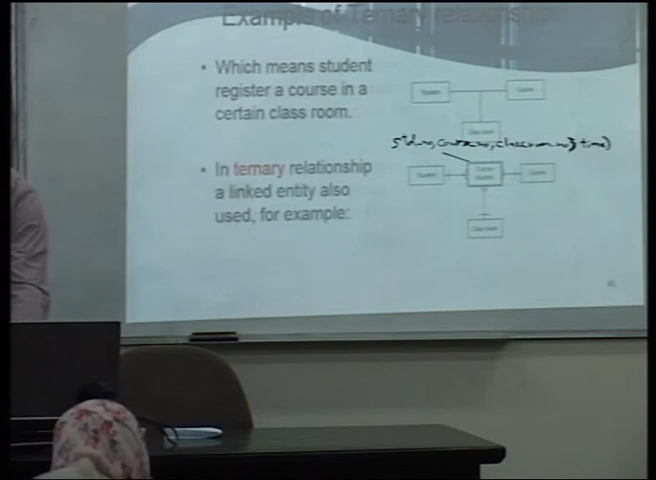 Example of Ternary relationship
• Which means student
register a course in a
certain class room.
• In ternary relationship
a linked entity also
used, for example:
Student
Course
Class room
Student
Course
Class room